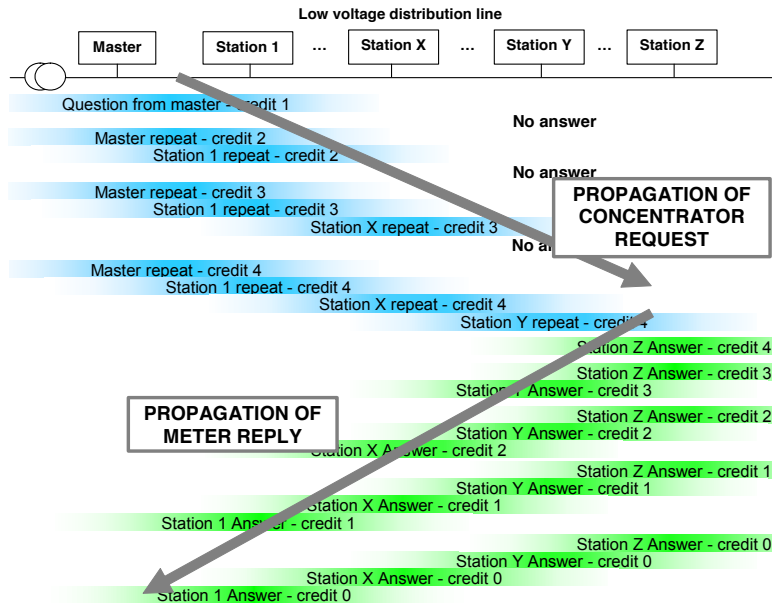 Low voltage distribution line
Master Station 1 ... Station X ... Station Y ... Station Z
Question from master - credit 1
No answer
Master repeat - credit 2
Station 1 repeat - credit 2
No answer
Master repeat - credit 3
Station 1 repeat - credit 3
Station X repeat - credit 3
PROPAGATION OF
CONCENTRATOR
REQUEST
No
Master repeat - credit 4
Station 1 repeat - credit 4
Station X repeat - credit 4
Station Y repeat - credit 4
Station Z Answer - credit 4
Station Z Answer - credit 3
Station Y Answer - credit 3
PROPAGATION OF
METER REPLY
Station Z Answer - credit 2
Station Y Answer - credit 2
Station X Answer - credit 2
Station Z Answer - credit 1
Station Y Answer - credit 1
Station X Answer - credit 1
Station 1 Answer - credit 1
Station Z Answer - credit 0
Station Y Answer - credit 0
Station X Answer - credit 0
Station 1 Answer - credit 0